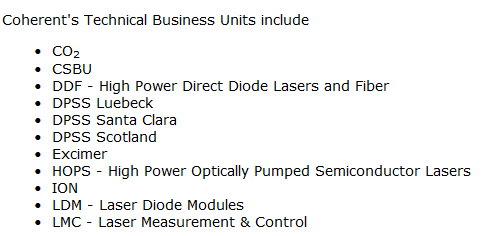 Coherent's Technical Business Units include
• CO₂
• CSBU
• DDF - High Power Direct Diode Lasers and Fiber
• DPSS Luebeck
• DPSS Santa Clara
• DPSS Scotland
• Excimer
• HOPS - High Power Optically Pumped Semiconductor Lasers
• ION
• LDM - Laser Diode Modules
• LMC - Laser Measurement & Control